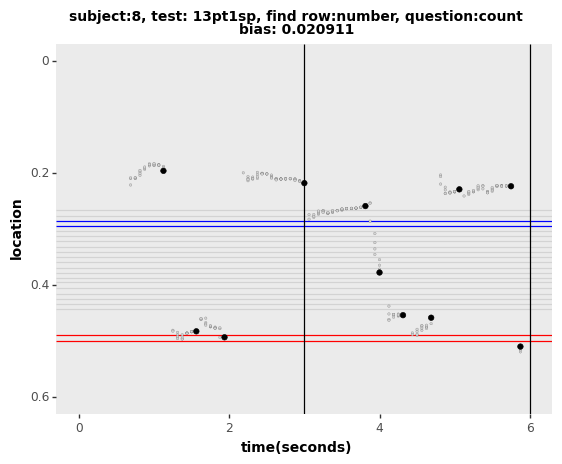 subject:8, test: 13pt1sp, find row:number, question:count
bias: 0.020911
0
0.2
0.4
0.6
location
0
2
4
6
time(seconds)